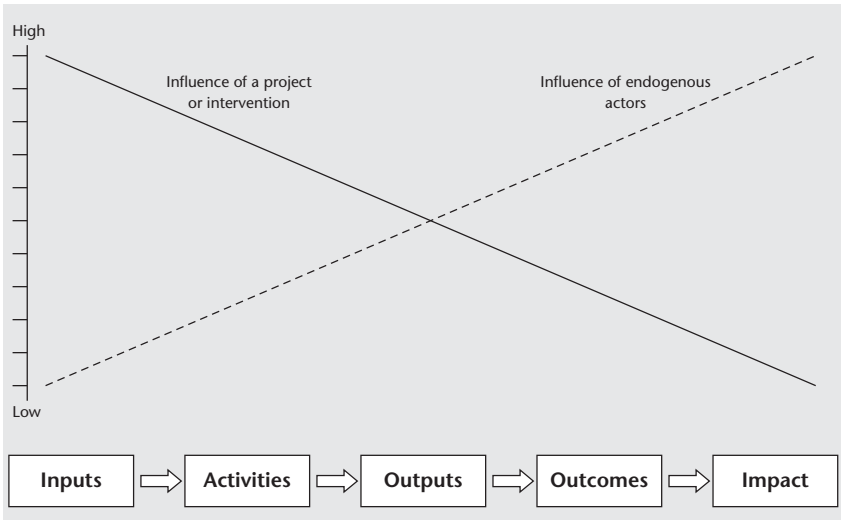 High
Influence of a project
or intervention
Influence of endogenous
actors
Low
Inputs
Activities
Outputs
Outcomes
Impact